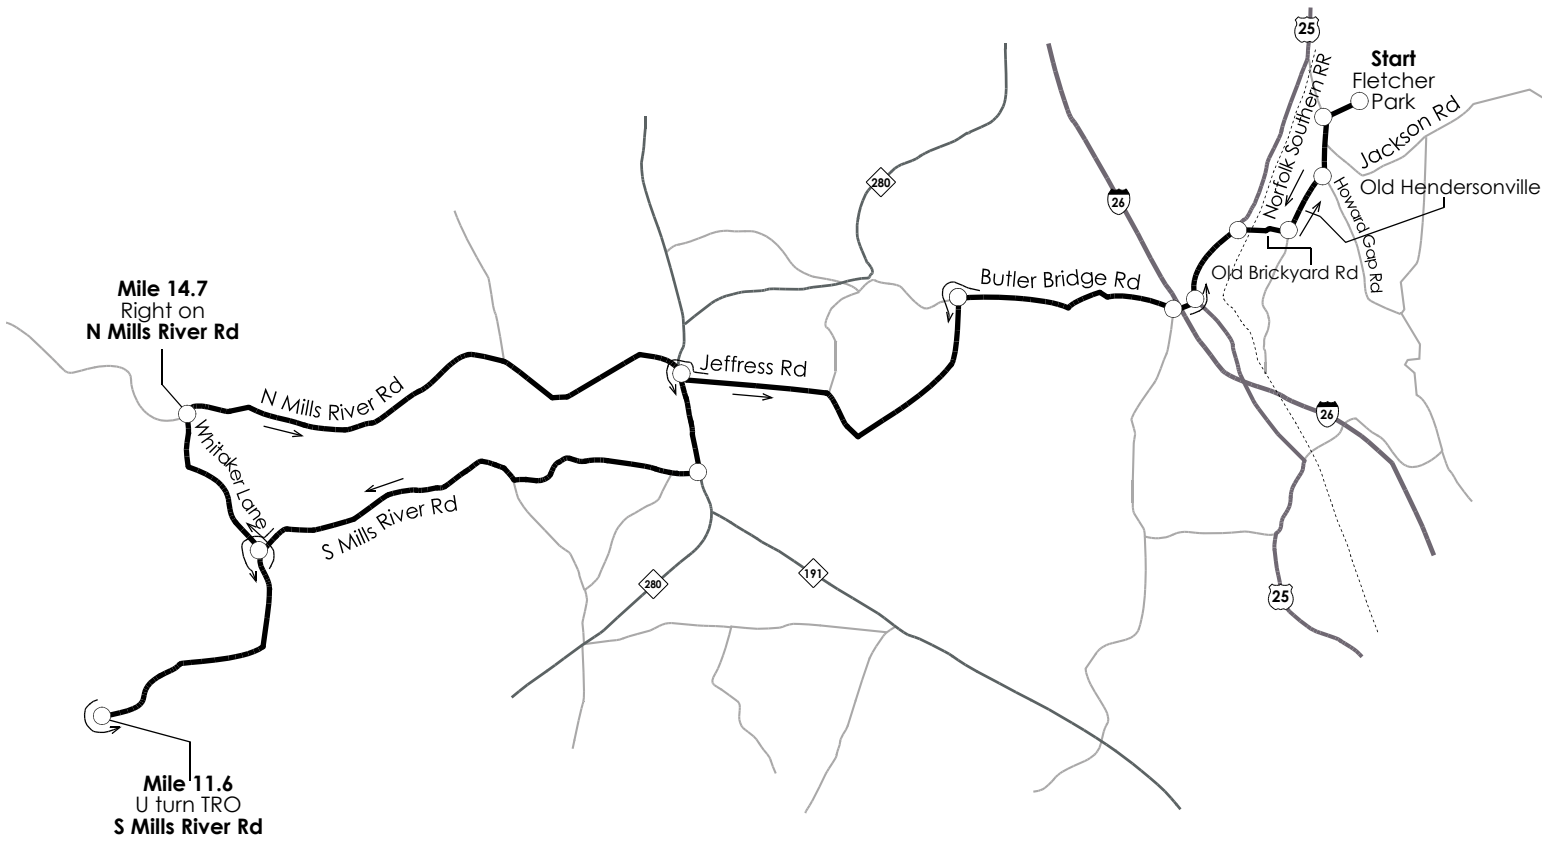 25
Start
Fletcher
Park
Norfolk Southern RR
Jackson Rd
280
Old Hendersonville
26
Howard Gap Rd
Butler Bridge Rd
Old Brickyard Rd
Mile 14.7
Right on
N Mills River Rd
Jeffress Rd
N Mills River Rd
26
Whitaker Lane
S Mills River Rd
280
191
25
Mile 11.6
U turn TRO
S Mills River Rd